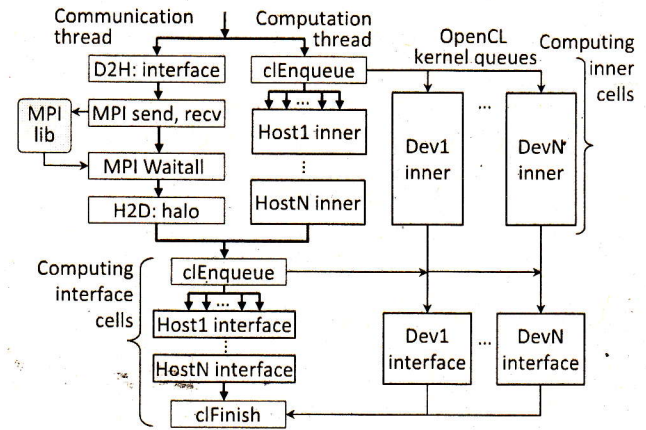 Communication
thread
Computation
thread
OpenCL
kernel queues
Computing
inner
cells
D2H: interface
clEnqueue
...
MPI
lib
MPI send, recv
Host1 inner
Dev1
inner
...
DevN
inner
MPI Waitall
H2D: halo
HostN inner
Computing
interface
cells
clEnqueue
...
Host1 interface
HostN interface
clFinish
Dev1
interface
...
DevN
interface